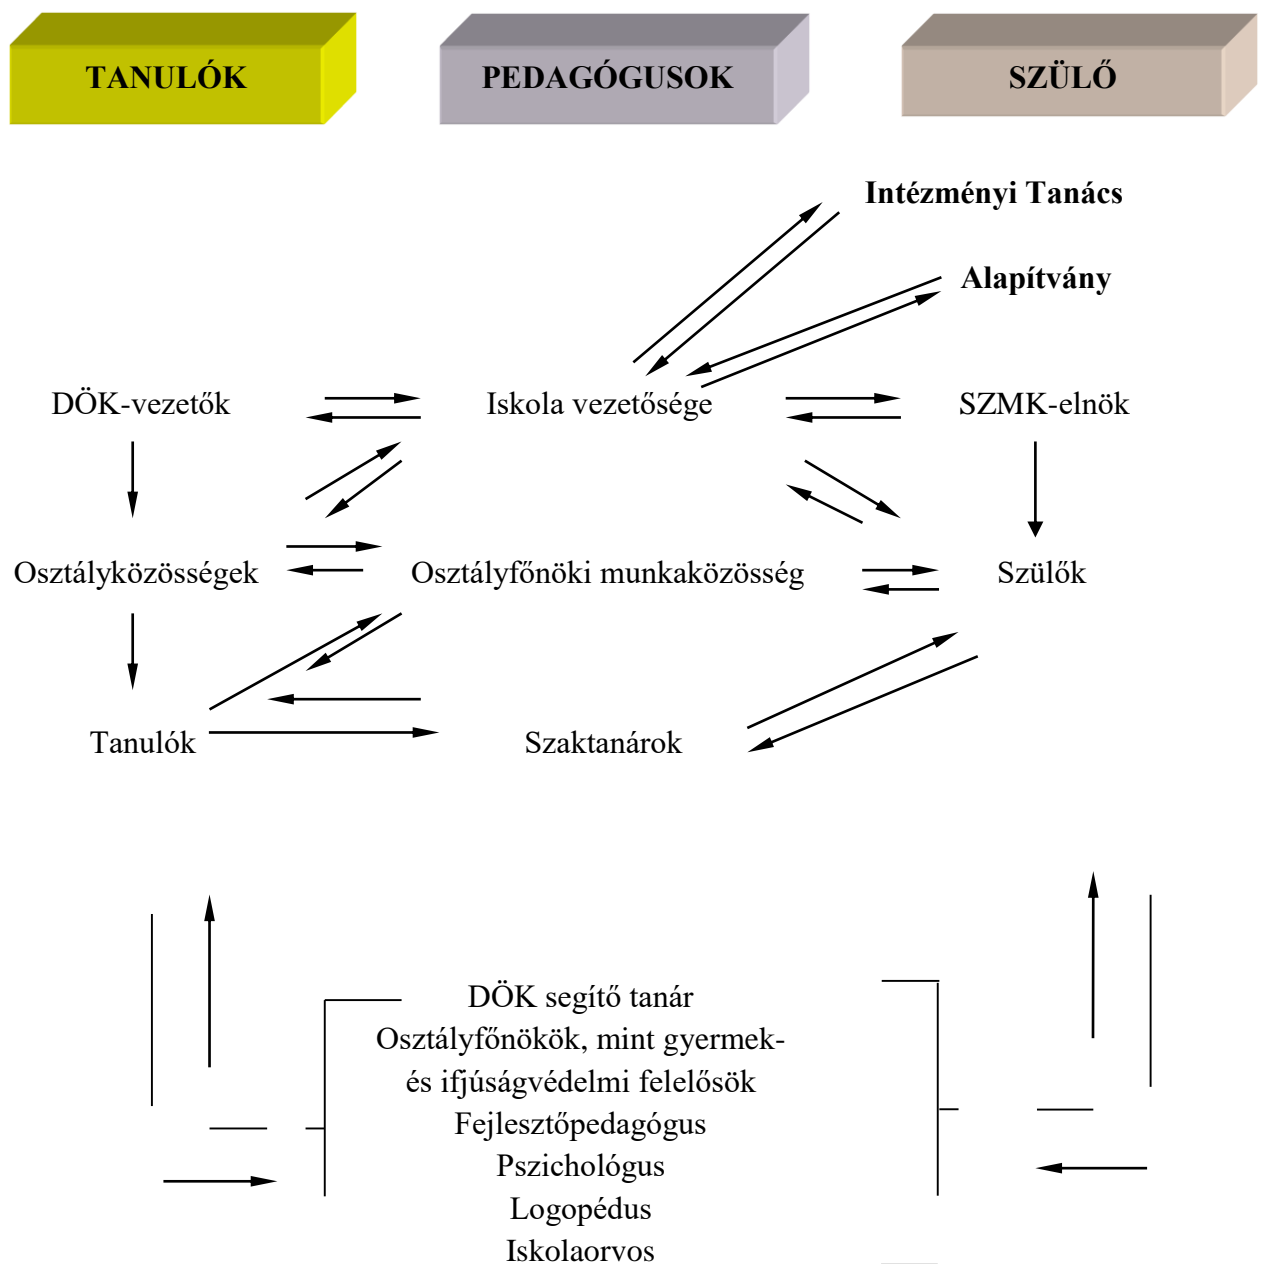 TANULÓK
PEDAGÓGUSOK
SZÜLŐ
Intézményi Tanács
Alapítvány
DÖK-vezetők
Iskola vezetősége
SZMK-elnök
Osztályközösségek
Osztályfőnöki munkaközösség
Szülők
Tanulók
Szaktanárok
DÖK segítő tanár
Osztályfőnökök, mint gyermek-
és ifjúságvédelmi felelősök
Fejlesztőpedagógus
Pszichológus
Logopédus
Iskolaorvos